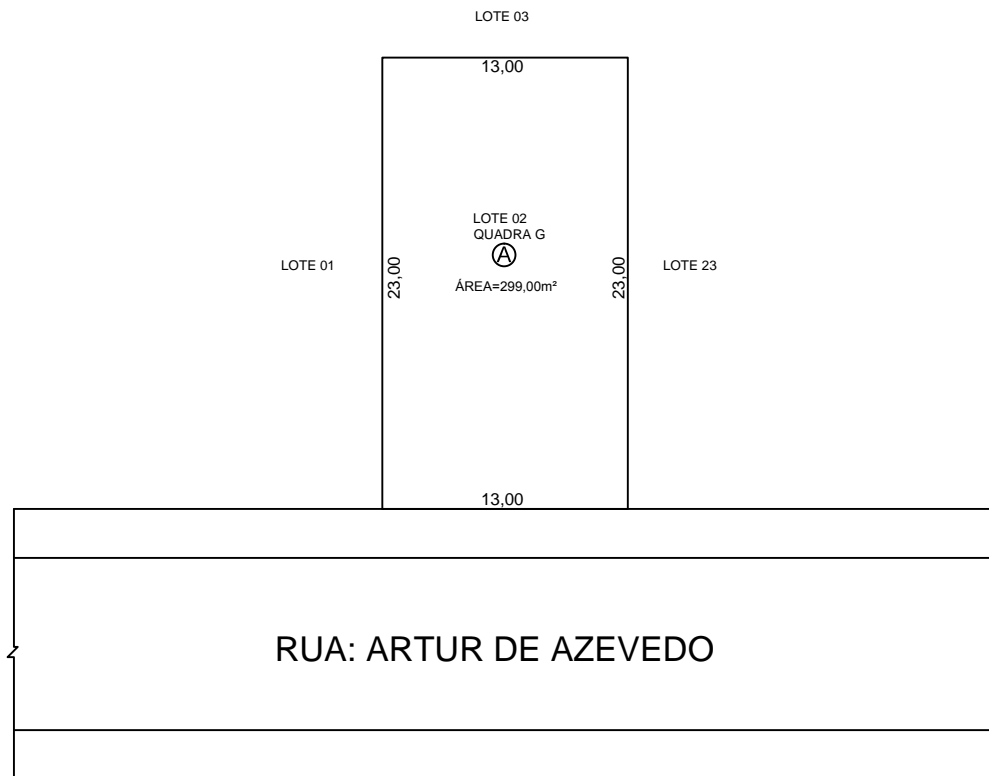 LOTE 03
13,00
LOTE 02
QUADRA G
A
LOTE 01
23,00
ÁREA=299,00m²
23,00
LOTE 23
13,00
RUA: ARTUR DE AZEVEDO